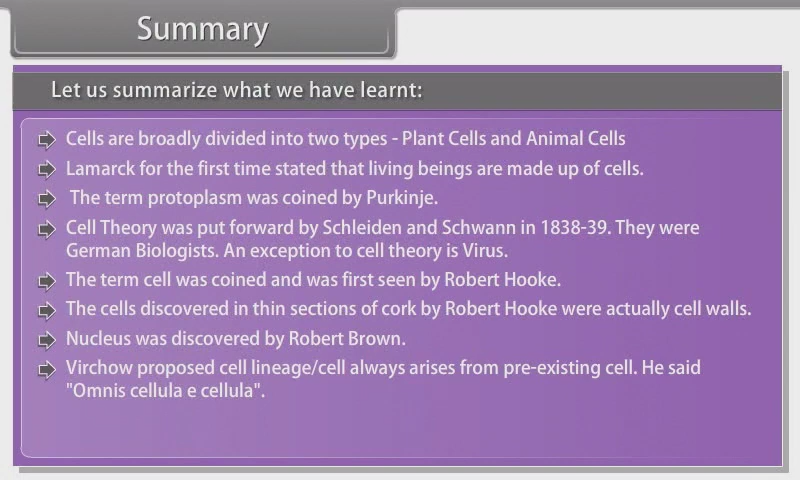 Summary
Let us summarize what we have learnt:
Cells are broadly divided into two types - Plant Cells and Animal Cells
Lamarck for the first time stated that living beings are made up of cells.
The term protoplasm was coined by Purkinje.
Cell Theory was put forward by Schleiden and Schwann in 1838-39. They were
German Biologists. An exception to cell theory is Virus.
The term cell was coined and was first seen by Robert Hooke.
The cells discovered in thin sections of cork by Robert Hooke were actually cell walls.
Nucleus was discovered by Robert Brown.
Virchow proposed cell lineage/cell always arises from pre-existing cell. He said
"Omnis cellula e cellula".